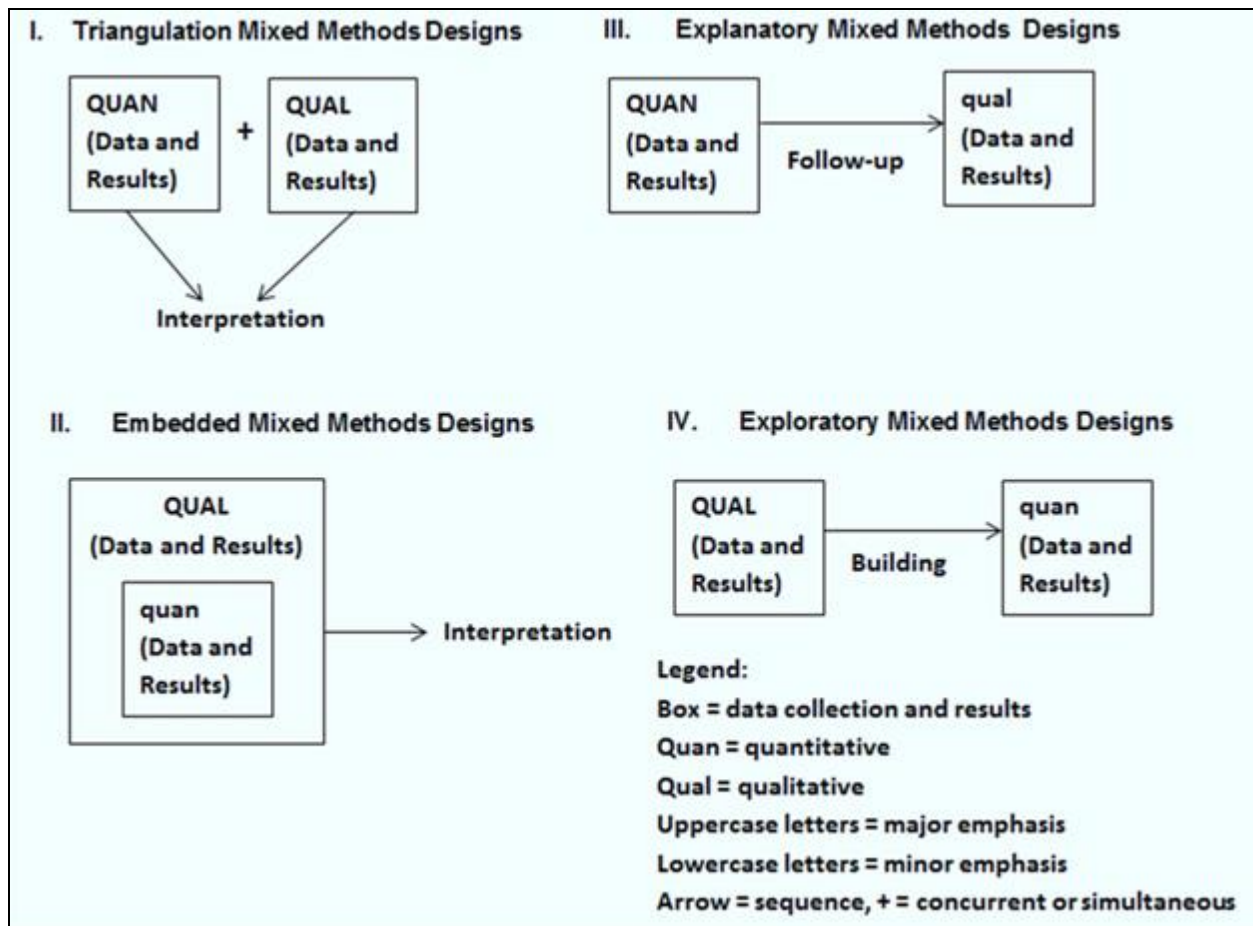 I. Triangulation Mixed Methods Designs
QUAN
(Data and
Results)
+
QUAL
(Data and
Results)
Interpretation
II. Embedded Mixed Methods Designs
QUAL
(Data and Results)
quan
(Data and
Results)
Interpretation
III. Explanatory Mixed Methods Designs
QUAN
(Data and
Results)
Follow-up
qual
(Data and
Results)
IV. Exploratory Mixed Methods Designs
QUAL
(Data and
Results)
Building
quan
(Data and
Results)
Legend:
Box = data collection and results
Quan = quantitative
Qual = qualitative
Uppercase letters = major emphasis
Lowercase letters = minor emphasis
Arrow = sequence, + = concurrent or simultaneous